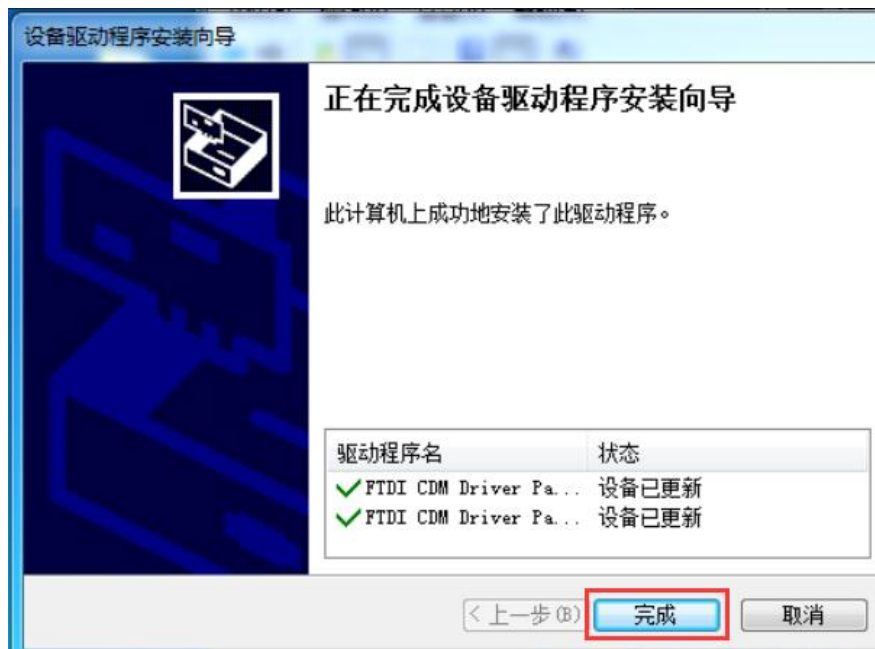 设备驱动程序安装向导
正在完成设备驱动程序安装向导
此计算机上成功地安装了此驱动程序。
驱动程序名 状态
FTDI CDM Driver Pa... 设备已更新
FTDI CDM Driver Pa... 设备已更新
< 上一步(B) 完成 取消